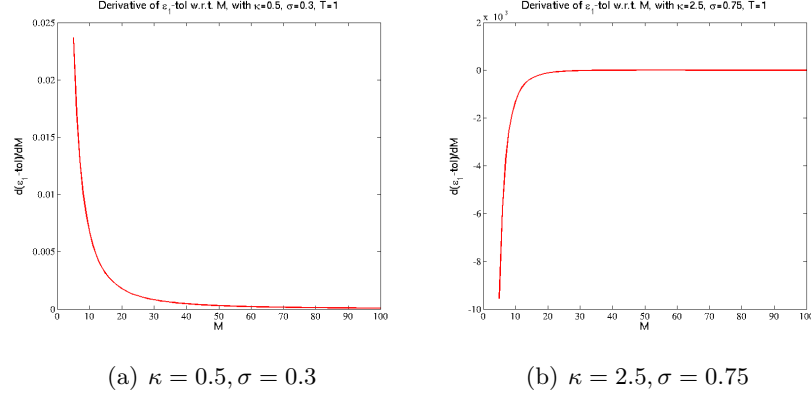 Derivative of ε₁-tol w.r.t. M, with κ=0.5, σ=0.3, T=1
0.025
0.02
0.015
0.01
0.005
0
0 10 20 30 40 50 60 70 80 90 100
M
d(ε₁-tol)/dM
(a) κ = 0.5, σ = 0.3
Derivative of ε₁-tol w.r.t. M, with κ=2.5, σ=0.75, T=1
2 x 10³
0
-2
-4
-6
-8
-10
0 10 20 30 40 50 60 70 80 90 100
M
d(ε₁-tol)/dM
(b) κ = 2.5, σ = 0.75